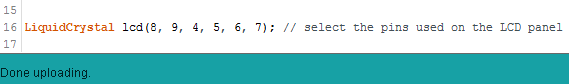 15
16 LiquidCrystal lcd(8, 9, 4, 5, 6, 7); // select the pins used on the LCD panel
17
Done uploading.